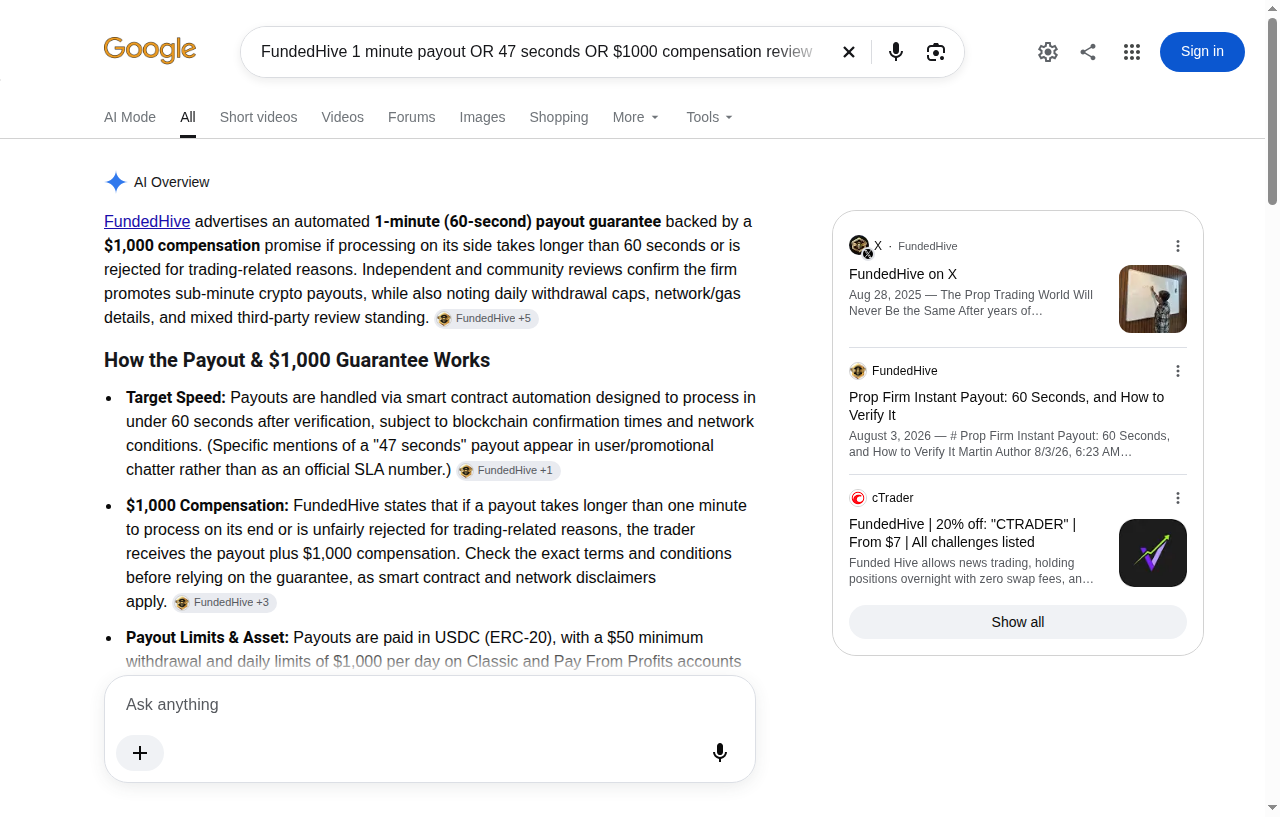 Google
FundedHive 1 minute payout OR 47 seconds OR $1000 compensation review
Sign in
AI Mode
All
Short videos
Videos
Forums
Images
Shopping
More
Tools
AI Overview
FundedHive advertises an automated 1-minute (60-second) payout guarantee backed by a
$1,000 compensation promise if processing on its side takes longer than 60 seconds or is
rejected for trading-related reasons. Independent and community reviews confirm the firm
promotes sub-minute crypto payouts, while also noting daily withdrawal caps, network/gas
details, and mixed third-party review standing. FundedHive +5
How the Payout & $1,000 Guarantee Works
• Target Speed: Payouts are handled via smart contract automation designed to process in
under 60 seconds after verification, subject to blockchain confirmation times and network
conditions. (Specific mentions of a "47 seconds" payout appear in user/promotional
chatter rather than as an official SLA number.) FundedHive +1
• $1,000 Compensation: FundedHive states that if a payout takes longer than one minute
to process on its end or is unfairly rejected for trading-related reasons, the trader
receives the payout plus $1,000 compensation. Check the exact terms and conditions
before relying on the guarantee, as smart contract and network disclaimers
apply. FundedHive +3
• Payout Limits & Asset: Payouts are paid in USDC (ERC-20), with a $50 minimum
withdrawal and daily limits of $1,000 per day on Classic and Pay From Profits accounts
Ask anything
X · FundedHive
FundedHive on X
Aug 28, 2025 — The Prop Trading World Will
Never Be the Same After years of…
FundedHive
Prop Firm Instant Payout: 60 Seconds, and How to
Verify It
August 3, 2026 — # Prop Firm Instant Payout: 60 Seconds,
and How to Verify It Martin Author 8/3/26, 6:23 AM…
cTrader
FundedHive | 20% off: "CTRADER" |
From $7 | All challenges listed
Funded Hive allows news trading, holding
positions overnight with zero swap fees, an…
Show all